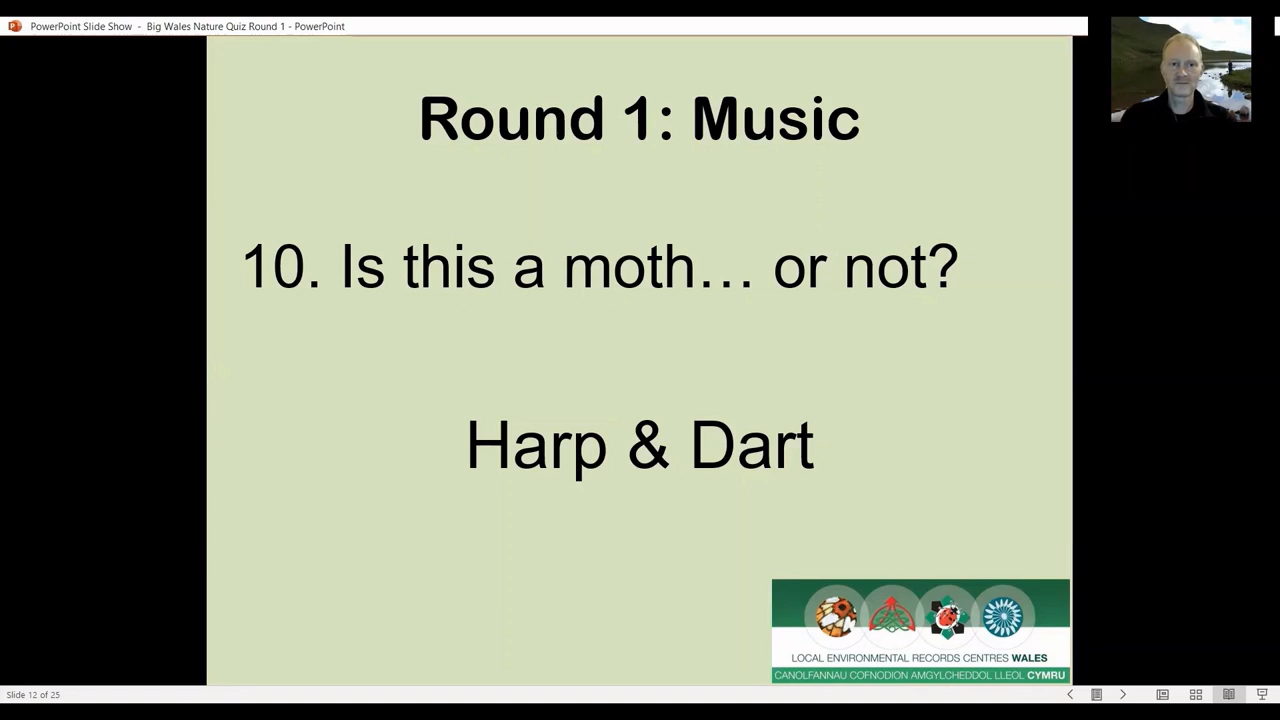 PowerPoint Slide Show - Big Wales Nature Quiz Round 1 - PowerPoint
Round 1: Music
10. Is this a moth… or not?
Harp & Dart
LOCAL ENVIRONMENTAL RECORDS CENTRES WALES
CANOLFANNAU COFNODION AMGYLCHEDDOL LLEOL CYMRU
Slide 12 of 25